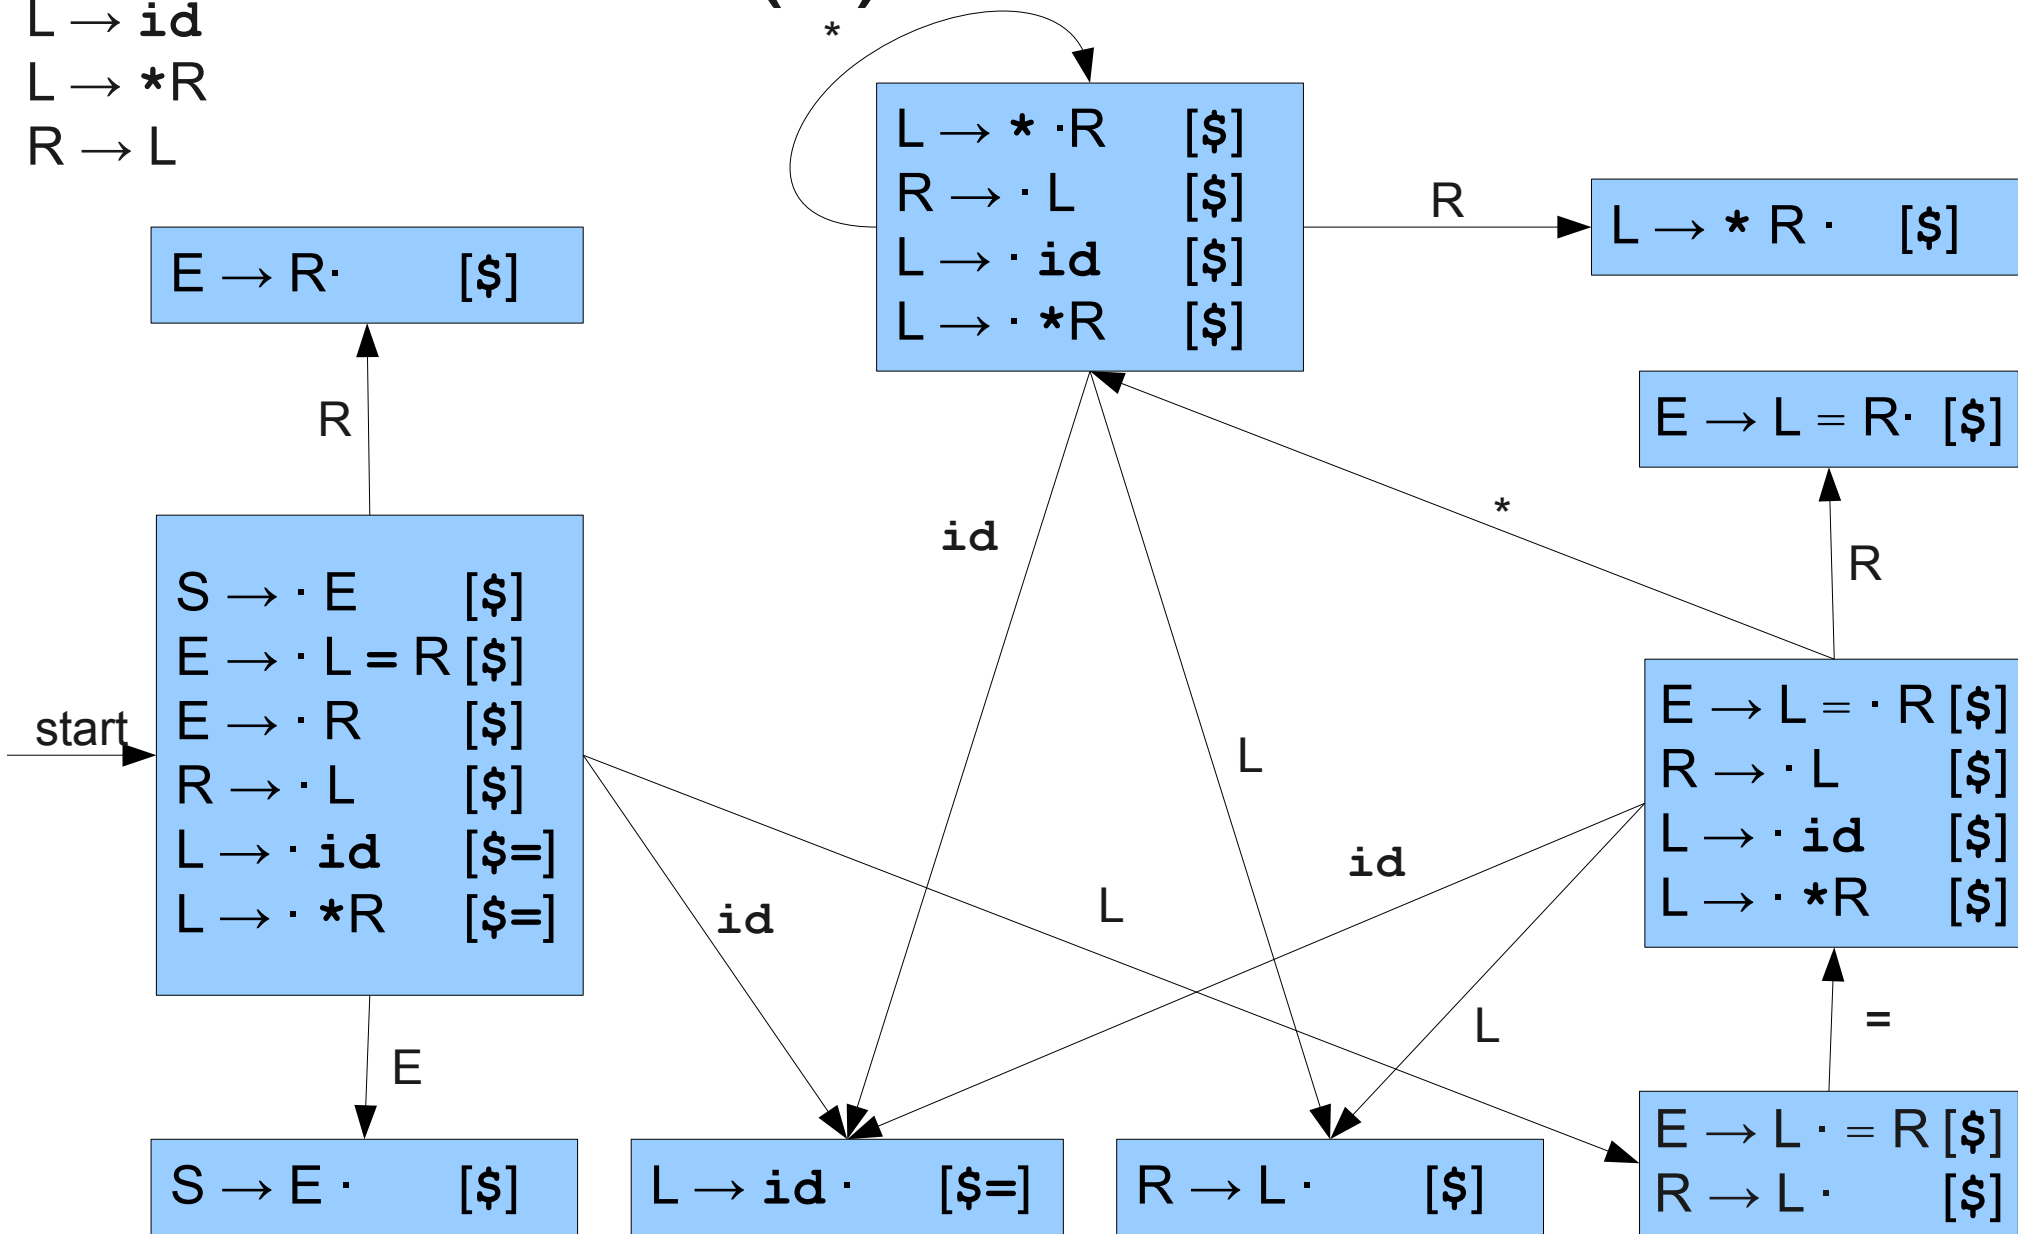 L → id
L → *R
R → L
*
L → * ·R [$]
R → · L [$]
L → · id [$]
L → · *R [$]
R
L → * R · [$]
E → R· [$]
R
E → L = R· [$]
*
id
R
S → · E [$]
E → · L = R [$]
E → · R [$]
R → · L [$]
L → · id [$=]
L → · *R [$=]
start
L
E → L = · R [$]
R → · L [$]
L → · id [$]
L → · *R [$]
id
L
id
L
=
E
S → E · [$]
L → id · [$=]
R → L · [$]
E → L · = R [$]
R → L · [$]